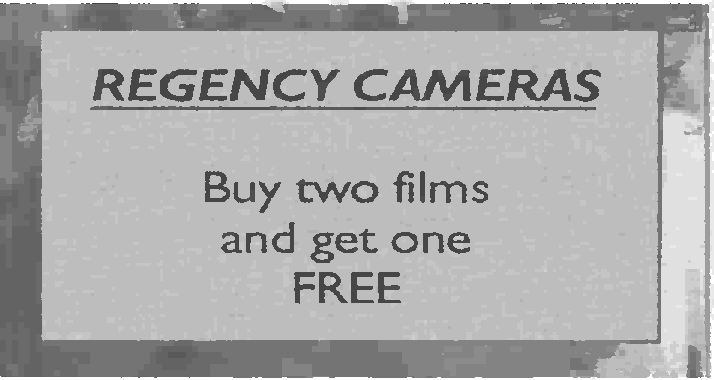 REGENCY CAMERAS
Buy two films
and get one
FREE